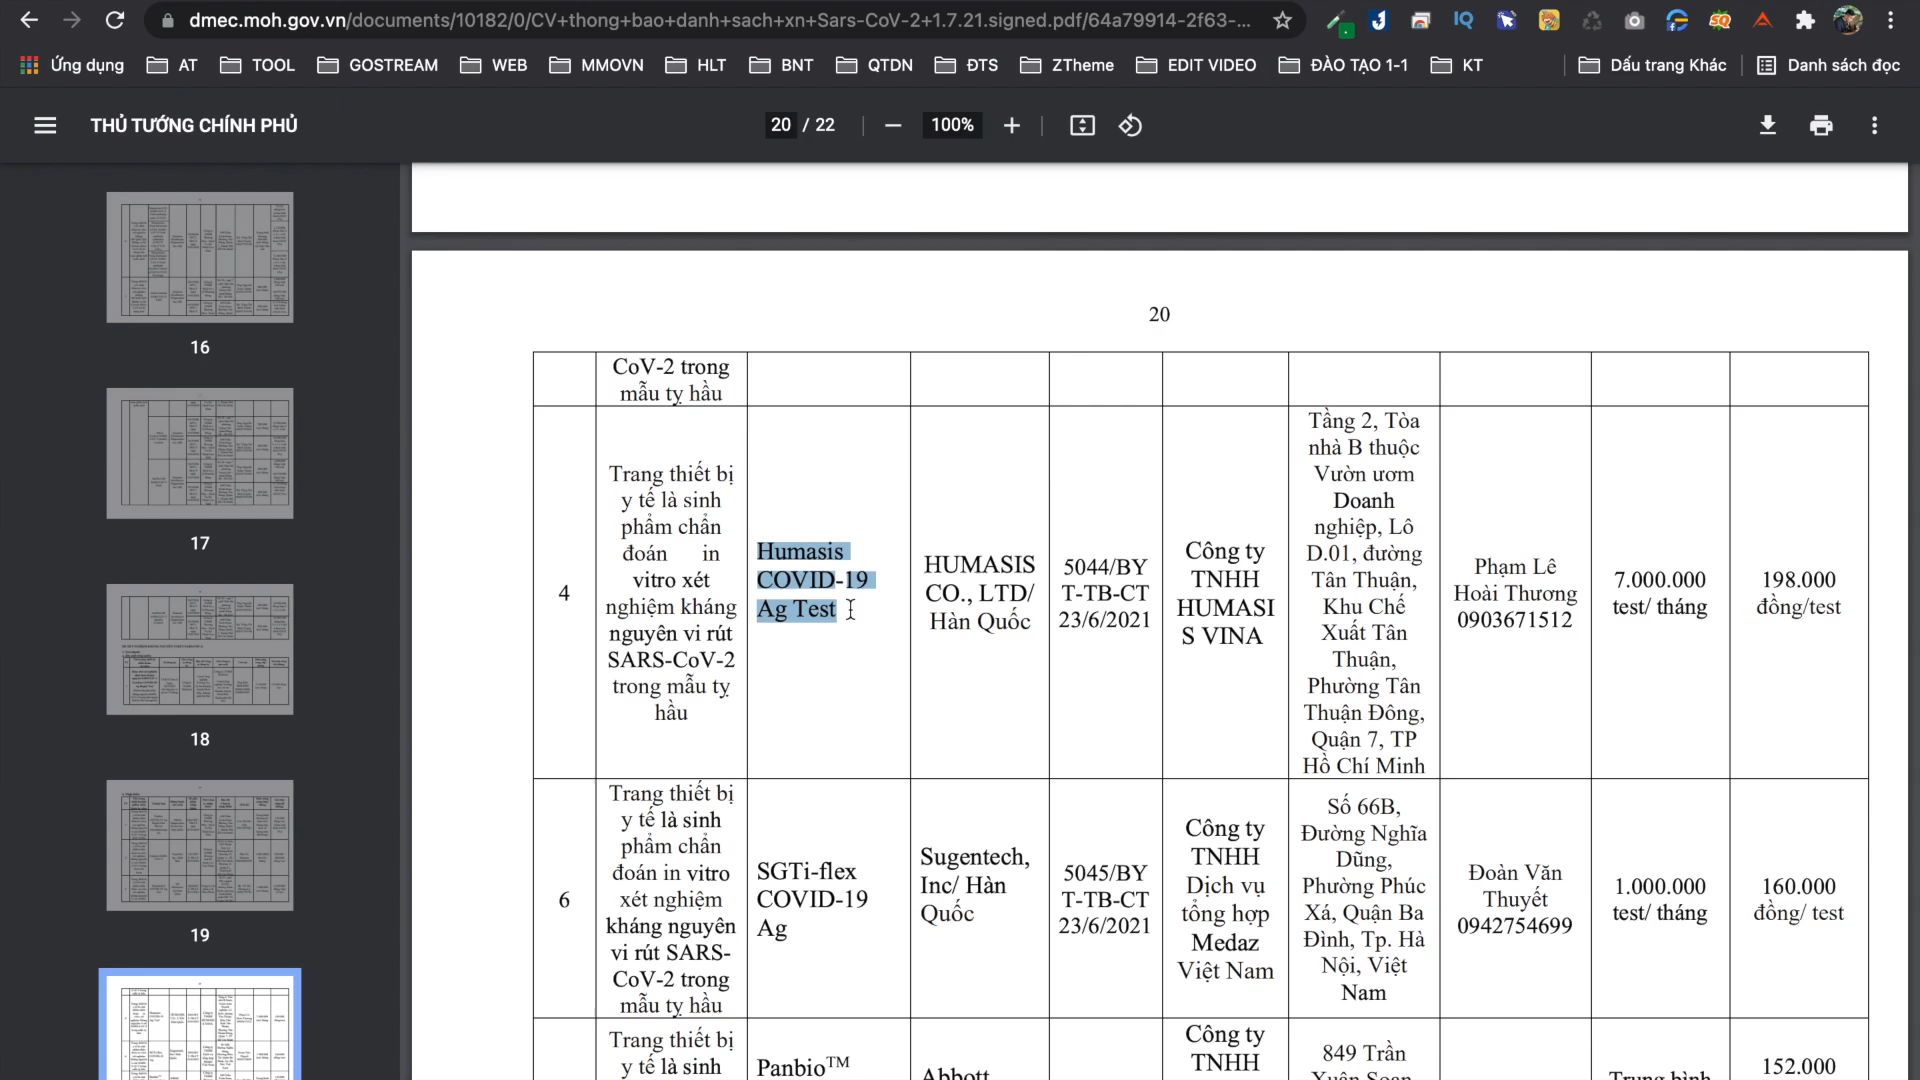 dmec.moh.gov.vn/documents/10182/0/CV+thong+bao+danh+sach+xn+Sars-CoV-2+1.7.21.signed.pdf/64a79914-2f63-...
Ứng dụng AT TOOL GOSTREAM WEB MMOVN HLT BNT QTDN ĐTS ZTheme EDIT VIDEO ĐÀO TẠO 1-1 KT Dấu trang Khác Danh sách đọc
THỦ TƯỚNG CHÍNH PHỦ
20 / 22
100%
16
17
18
19
20
CoV-2 trong
mẫu tỵ hầu
4
Trang thiết bị
y tế là sinh
phẩm chẩn
đoán in
vitro xét
nghiệm kháng
nguyên vi rút
SARS-CoV-2
trong mẫu tỵ
hầu
Humasis
COVID-19
Ag Test
HUMASIS
CO., LTD/
Hàn Quốc
5044/BY
T-TB-CT
23/6/2021
Công ty
TNHH
HUMASI
S VINA
Tầng 2, Tòa
nhà B thuộc
Vườn ươm
Doanh
nghiệp, Lô
D.01, đường
Tân Thuận,
Khu Chế
Xuất Tân
Thuận,
Phường Tân
Thuận Đông,
Quận 7, TP
Hồ Chí Minh
Phạm Lê
Hoài Thương
0903671512
7.000.000
test/ tháng
198.000
đồng/test
6
Trang thiết bị
y tế là sinh
phẩm chẩn
đoán in vitro
xét nghiệm
kháng nguyên
vi rút SARS-
CoV-2 trong
mẫu tỵ hầu
SGTi-flex
COVID-19
Ag
Sugentech,
Inc/ Hàn
Quốc
5045/BY
T-TB-CT
23/6/2021
Công ty
TNHH
Dịch vụ
tổng hợp
Medaz
Việt Nam
Số 66B,
Đường Nghĩa
Dũng,
Phường Phúc
Xá, Quận Ba
Đình, Tp. Hà
Nội, Việt
Nam
Đoàn Văn
Thuyết
0942754699
1.000.000
test/ tháng
160.000
đồng/ test
Trang thiết bị
y tế là sinh
Panbio™
Abbott
Công ty
TNHH
849 Trần
Xuân Soạn
Trung bình
152.000